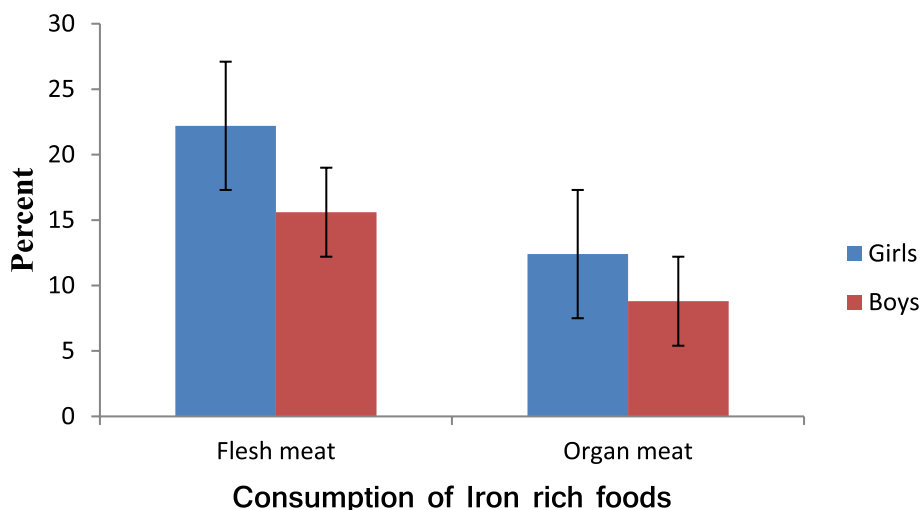 30
25
20
15
10
5
0
Percent
Flesh meat
Organ meat
Consumption of Iron rich foods
Girls
Boys